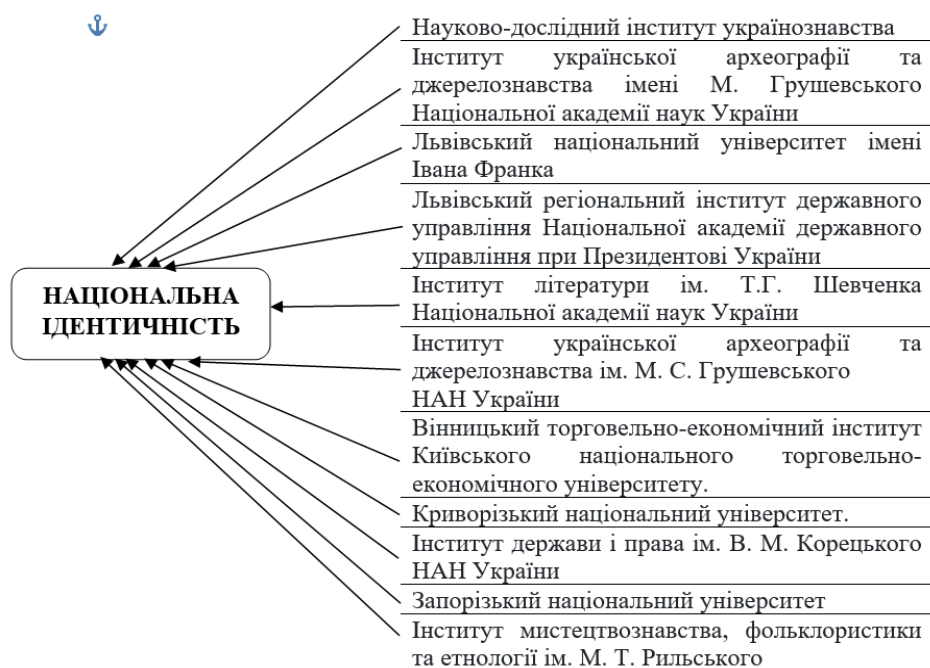 Науково-дослідний інститут українознавства
Інститут української археографії та
джерелознавства імені М. Грушевського
Національної академії наук України
Львівський національний університет імені
Івана Франка
Львівський регіональний інститут державного
управління Національної академії державного
управління при Президентові України
НАЦІОНАЛЬНА
ІДЕНТИЧНІСТЬ
Інститут літератури ім. Т.Г. Шевченка
Національної академії наук України
Інститут української археографії та
джерелознавства ім. М. С. Грушевського
НАН України
Вінницький торговельно-економічний інститут
Київського національного торговельно-
економічного університету.
Криворізький національний університет.
Інститут держави і права ім. В. М. Корецького
НАН України
Запорізький національний університет
Інститут мистецтвознавства, фольклористики
та етнології ім. М. Т. Рильського